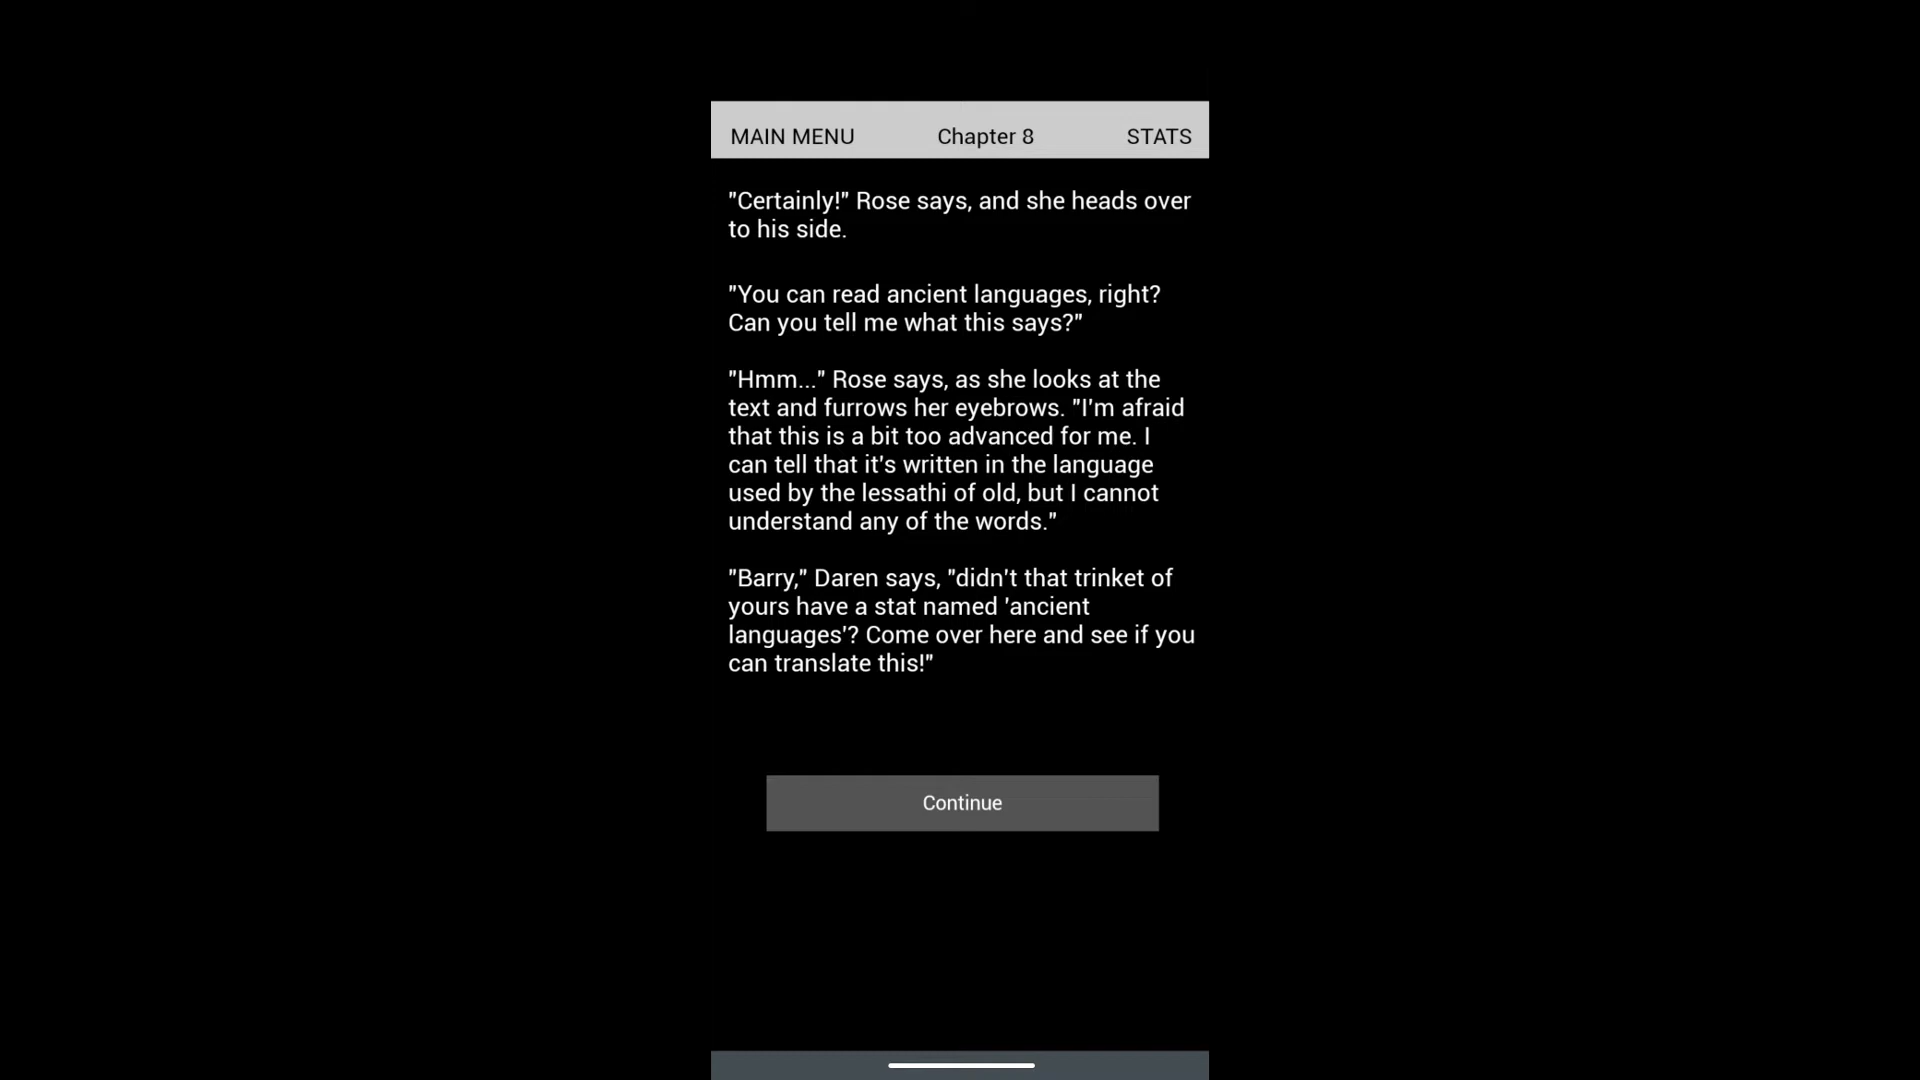 MAIN MENU Chapter 8 STATS
"Certainly!" Rose says, and she heads over
to his side.
"You can read ancient languages, right?
Can you tell me what this says?"
"Hmm..." Rose says, as she looks at the
text and furrows her eyebrows. "I'm afraid
that this is a bit too advanced for me. I
can tell that it's written in the language
used by the lessathi of old, but I cannot
understand any of the words."
"Barry," Daren says, "didn't that trinket of
yours have a stat named 'ancient
languages'? Come over here and see if you
can translate this!"
Continue